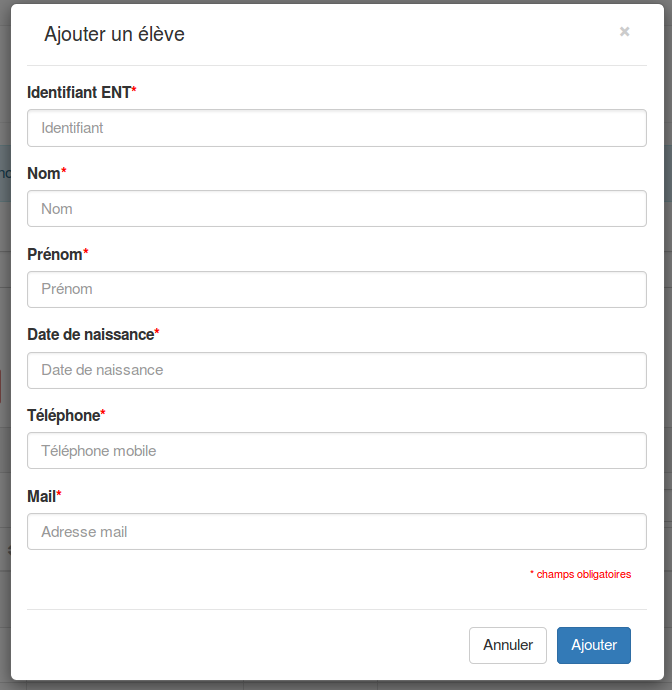 Ajouter un élève
×
Identifiant ENT*
Identifiant
Nom*
Nom
Prénom*
Prénom
Date de naissance*
Date de naissance
Téléphone*
Téléphone mobile
Mail*
Adresse mail
* champs obligatoires
Annuler
Ajouter